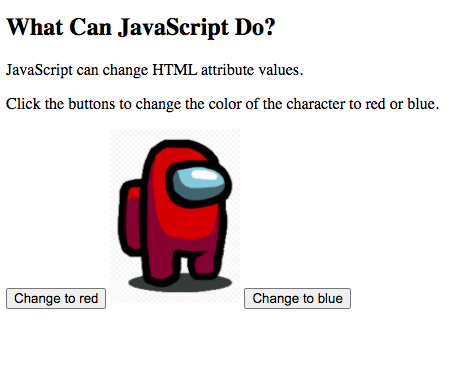 What Can JavaScript Do?
JavaScript can change HTML attribute values.
Click the buttons to change the color of the character to red or blue.
Change to red
Change to blue